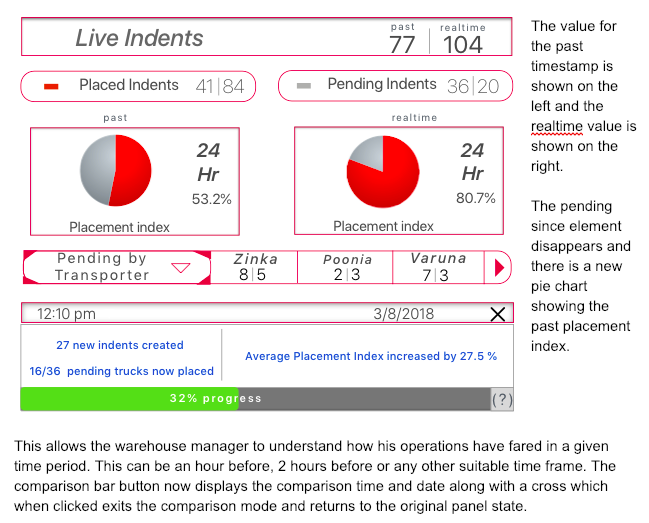 Live Indents
past
77
realtime
104
Placed Indents 41|84
Pending Indents 36|20
past
24
Hr
53.2%
Placement index
realtime
24
Hr
80.7%
Placement index
Pending by
Transporter
Zinka
8|5
Poonia
2|3
Varuna
7|3
12:10 pm
3/8/2018
27 new indents created
16/36 pending trucks now placed
Average Placement Index increased by 27.5 %
32% progress
(?)
The value for
the past
timestamp is
shown on the
left and the
realtime value is
shown on the
right.
The pending
since element
disappears and
there is a new
pie chart
showing the
past placement
index.
This allows the warehouse manager to understand how his operations have fared in a given
time period. This can be an hour before, 2 hours before or any other suitable time frame. The
comparison bar button now displays the comparison time and date along with a cross which
when clicked exits the comparison mode and returns to the original panel state.